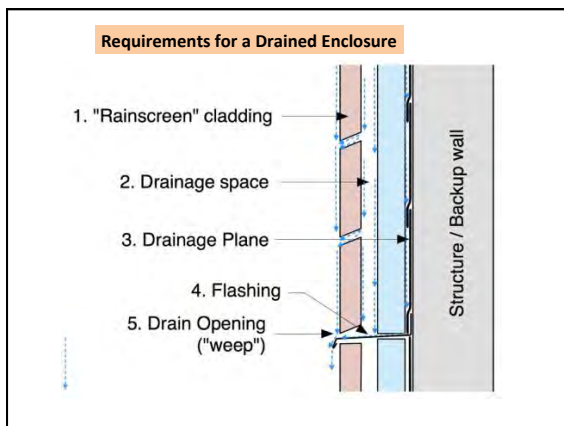 Requirements for a Drained Enclosure
1. "Rainscreen" cladding
2. Drainage space
3. Drainage Plane
4. Flashing
5. Drain Opening
("weep")
Structure / Backup wall